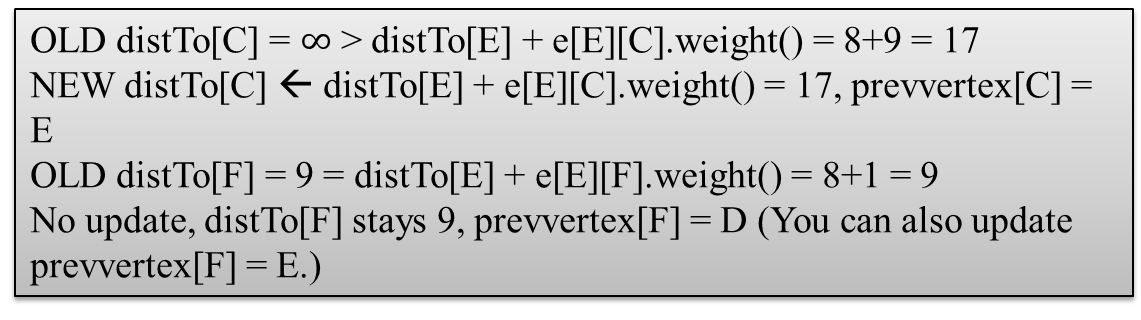 OLD distTo[C] = ∞ > distTo[E] + e[E][C].weight() = 8+9 = 17
NEW distTo[C] ← distTo[E] + e[E][C].weight() = 17, prevvertex[C] =
E
OLD distTo[F] = 9 = distTo[E] + e[E][F].weight() = 8+1 = 9
No update, distTo[F] stays 9, prevvertex[F] = D (You can also update
prevvertex[F] = E.)